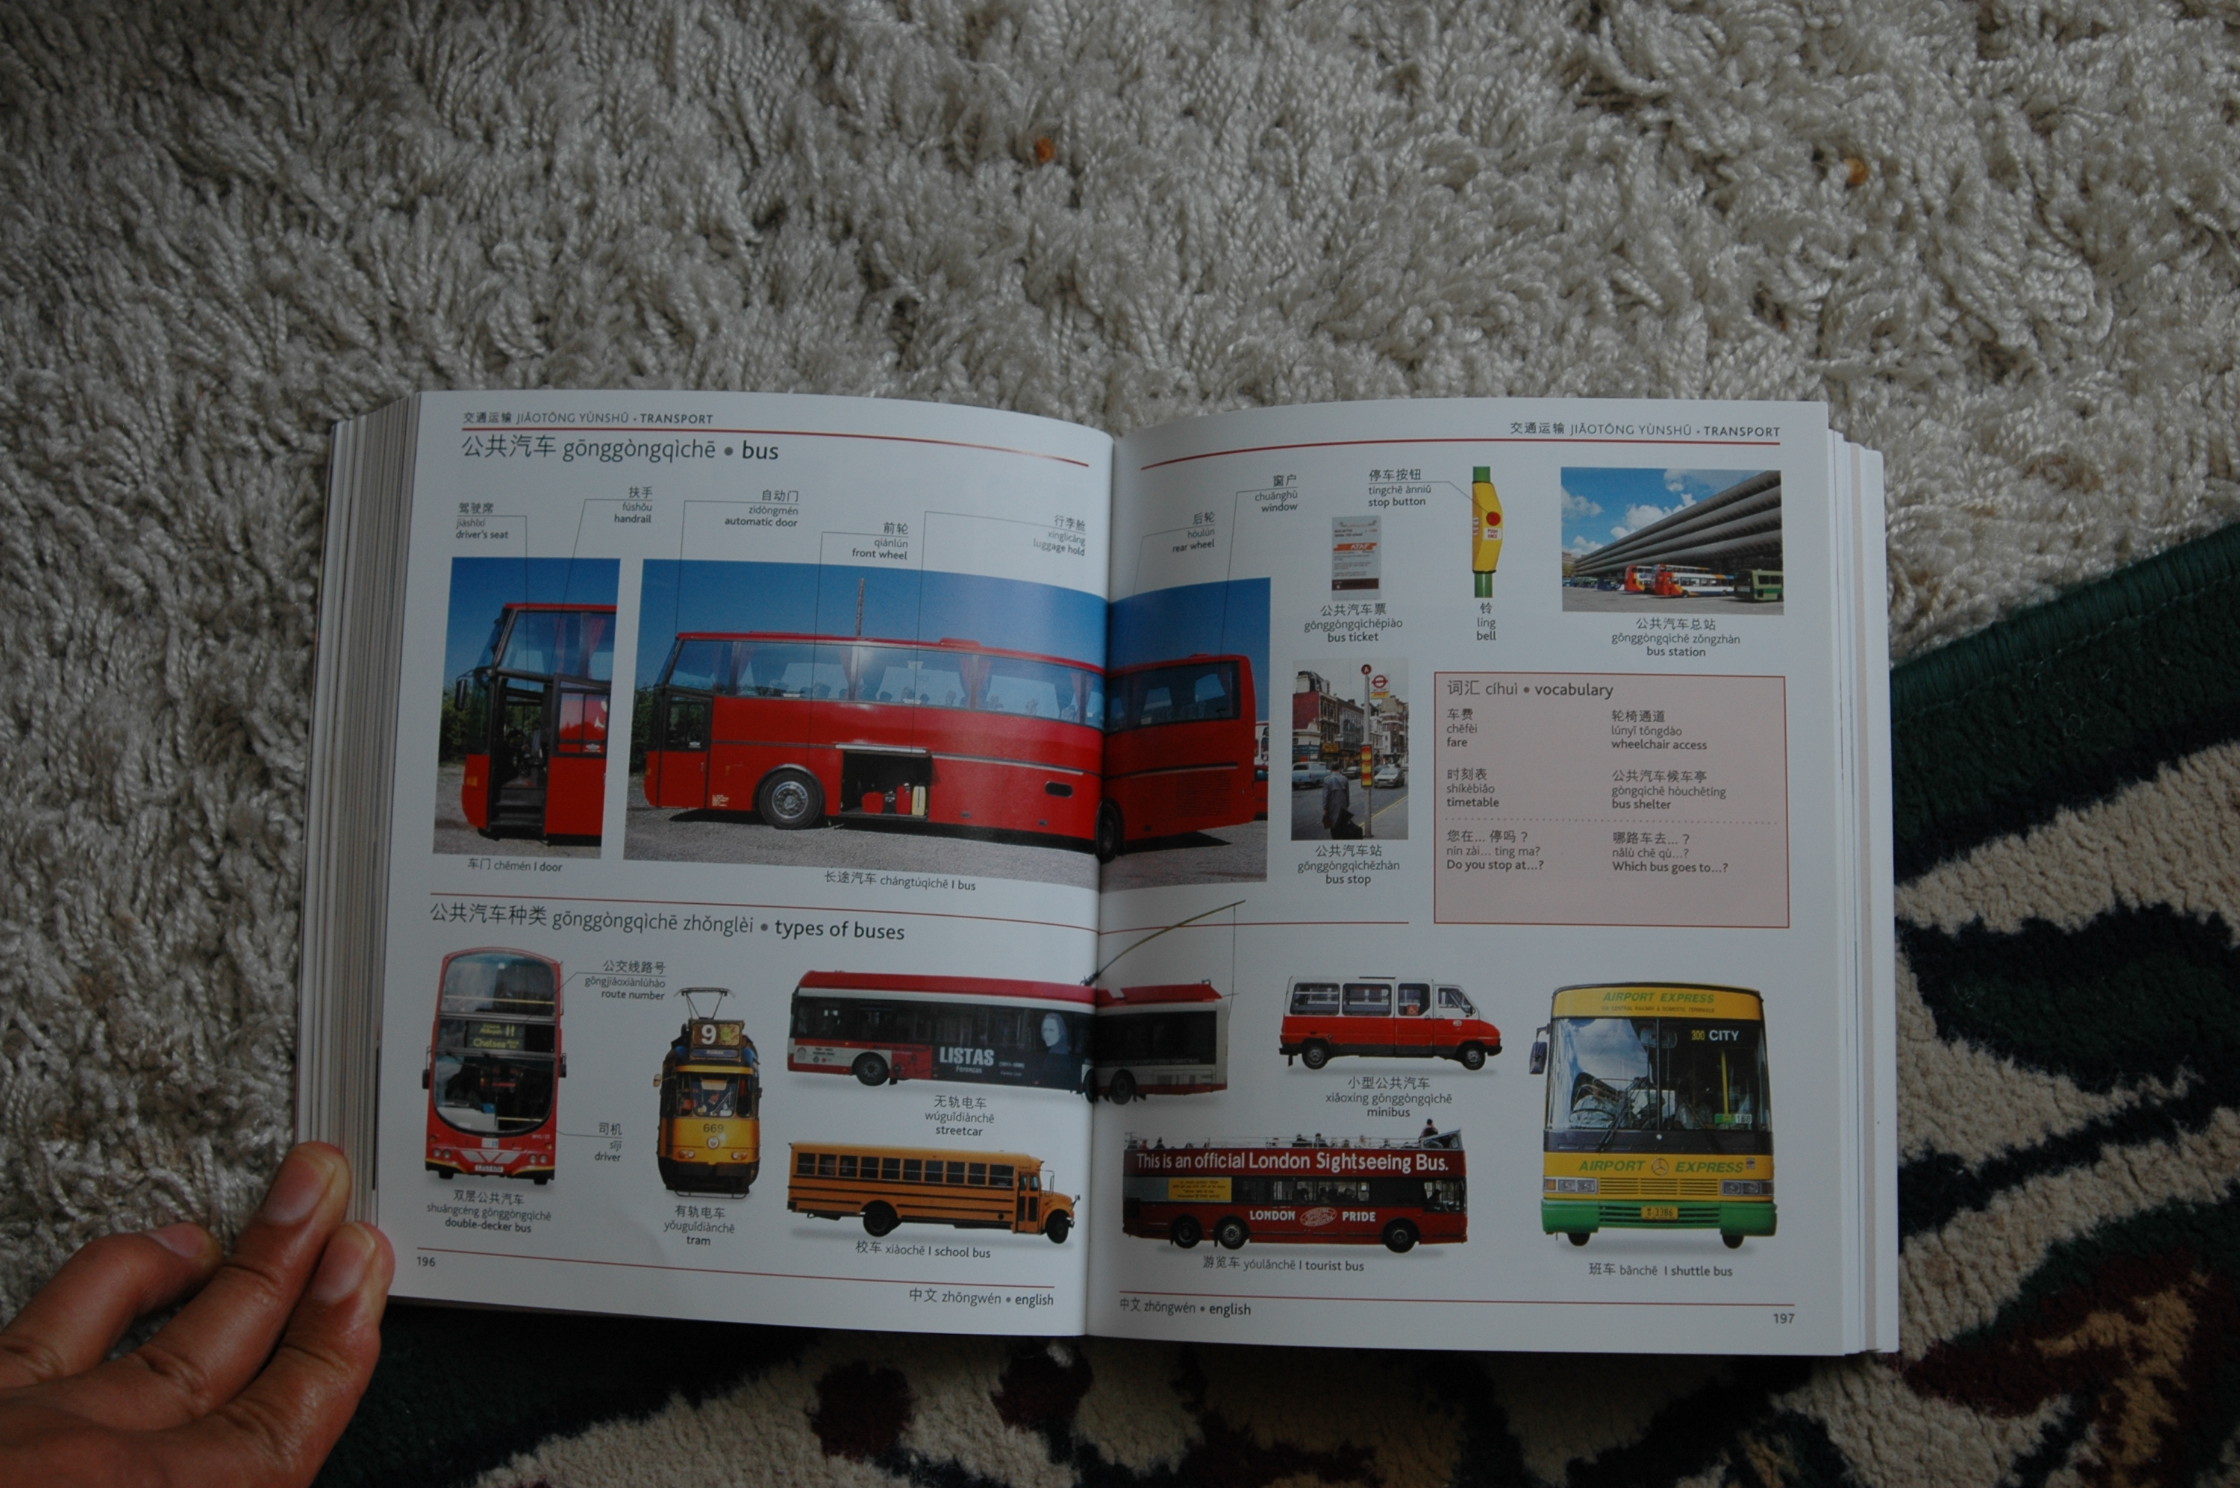 交通运输 JIĀOTŌNG YÙNSHŪ • TRANSPORT
公共汽车 gōnggòngqìchē • bus
驾驶席
jiàshǐxí
driver's seat
扶手
fúshǒu
handrail
自动门
zìdòngmén
automatic door
前轮
qiánlún
front wheel
行李舱
xínglicāng
luggage hold
车门 chēmén I door
长途汽车 chángtúqìchē I bus
公共汽车种类 gōnggòngqìchē zhǒnglèi • types of buses
公交线路号
gōngjiāoxiànlùhào
route number
司机
sījī
driver
双层公共汽车
shuāngcéng gōnggòngqìchē
double-decker bus
9
669
有轨电车
yǒuguǐdiànchē
tram
LISTAS
无轨电车
wúguǐdiànchē
streetcar
校车 xiàochē I school bus
196
中文 zhōngwén • english
交通运输 JIĀOTŌNG YÙNSHŪ • TRANSPORT
后轮
hòulún
rear wheel
窗户
chuānghù
window
停车按钮
tíngchē ànniǔ
stop button
公共汽车票
gōnggòngqìchēpiào
bus ticket
铃
líng
bell
公共汽车总站
gōnggòngqìchē zǒngzhàn
bus station
公共汽车站
gōnggòngqìchēzhàn
bus stop
词汇 cíhuì • vocabulary
车费
chēfèi
fare
轮椅通道
lúnyǐ tōngdào
wheelchair access
时刻表
shíkèbiǎo
timetable
公共汽车候车亭
gōngqìchē hòuchētíng
bus shelter
您在… 停吗？
nín zài… tíng ma?
Do you stop at…?
哪路车去…？
nǎlù chē qù…?
Which bus goes to…?
小型公共汽车
xiǎoxíng gōnggòngqìchē
minibus
AIRPORT EXPRESS
300 CITY
AIRPORT EXPRESS
班车 bānchē I shuttle bus
This is an official London Sightseeing Bus.
LONDON PRIDE
游览车 yóulǎnchē I tourist bus
中文 zhōngwén • english
197